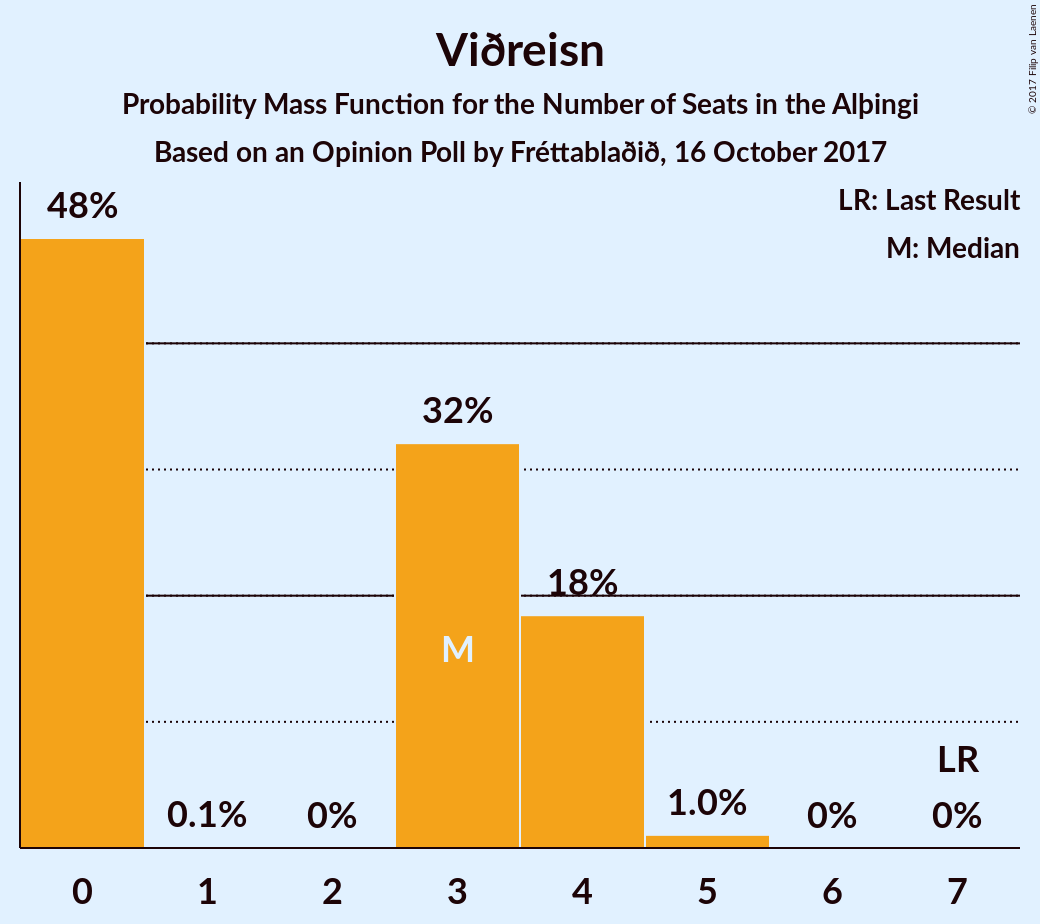 Viðreisn
Probability Mass Function for the Number of Seats in the Alþingi
Based on an Opinion Poll by Fréttablaðið, 16 October 2017
© 2017 Filip van Laenen
LR: Last Result
M: Median
48%
32%
18%
M
LR
0.1%
0%
1.0%
0%
0%
0 1 2 3 4 5 6 7